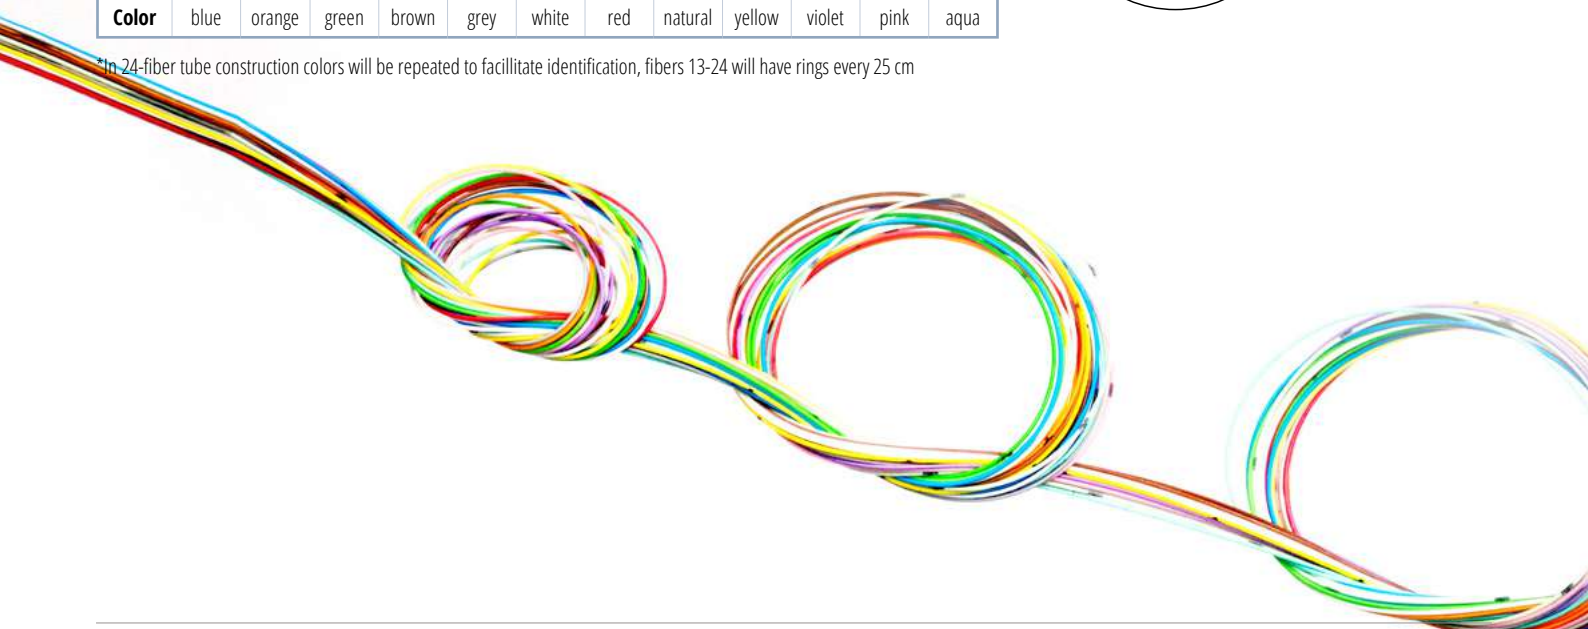 Color blue orange green brown grey white red natural yellow violet pink aqua
*In 24-fiber tube construction colors will be repeated to facillitate identification, fibers 13-24 will have rings every 25 cm